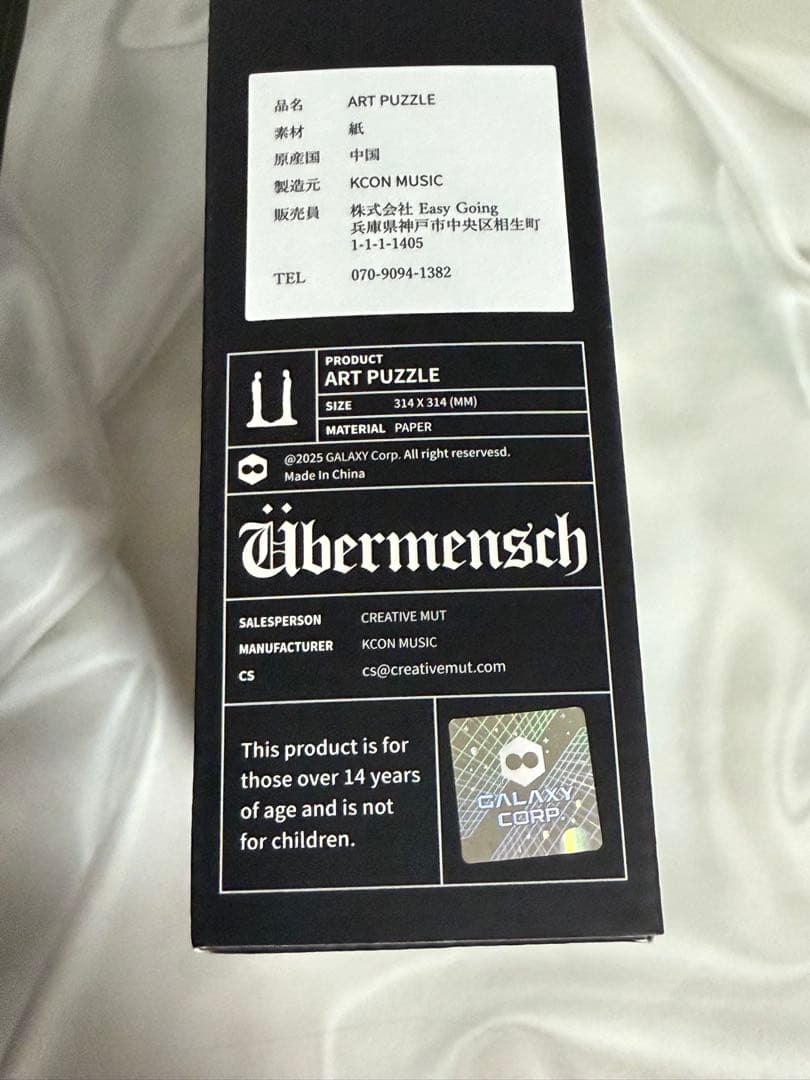 品名 ART PUZZLE
素材 紙
原産国 中国
製造元 KCON MUSIC
販売員 株式会社 Easy Going
兵庫県神戸市中央区相生町
1-1-1-1405
TEL 070-9094-1382
PRODUCT
ART PUZZLE
SIZE 314 X 314 (MM)
MATERIAL PAPER
@2025 GALAXY Corp. All right reservesd.
Made In China
Übermensch
SALESPERSON CREATIVE MUT
MANUFACTURER KCON MUSIC
CS cs@creativemut.com
This product is for
those over 14 years
of age and is not
for children.
GALAXY
CORP.